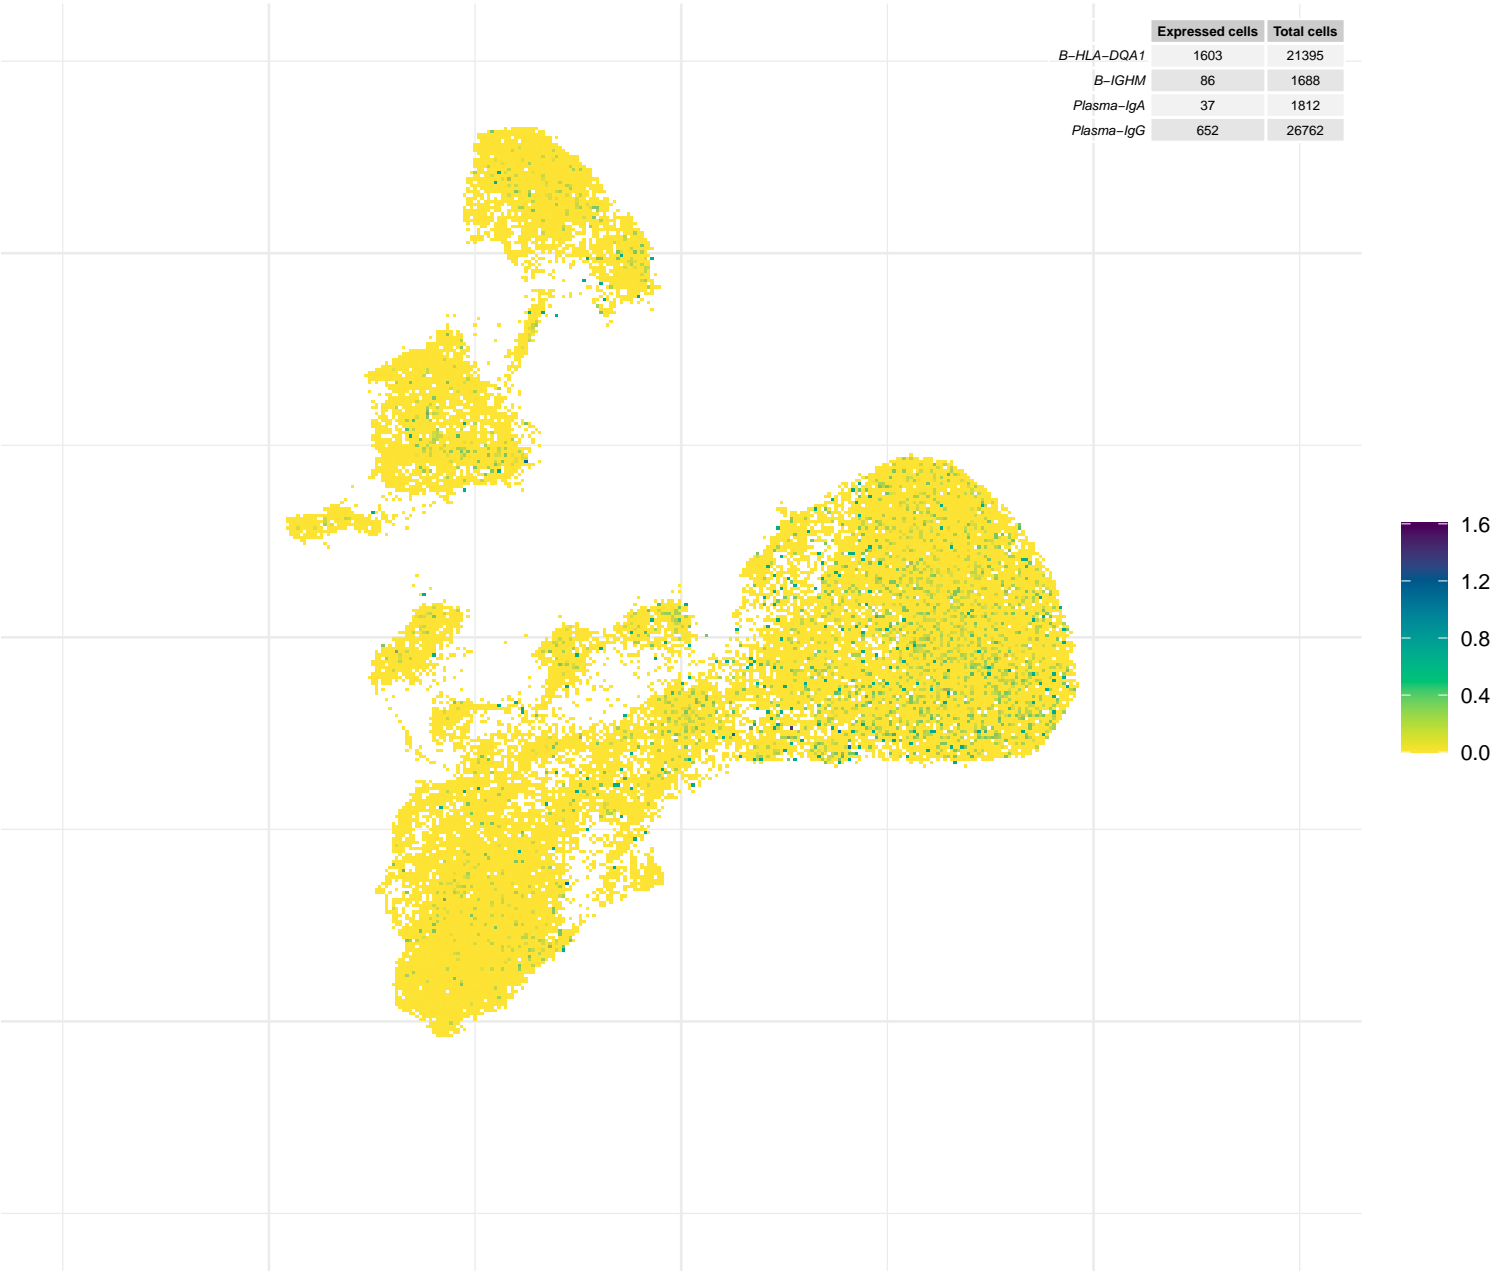 Expressed cells Total cells
B−HLA−DQA1 1603 21395
B−IGHM 86 1688
Plasma−IgA 37 1812
Plasma−IgG 652 26762
1.6
1.2
0.8
0.4
0.0